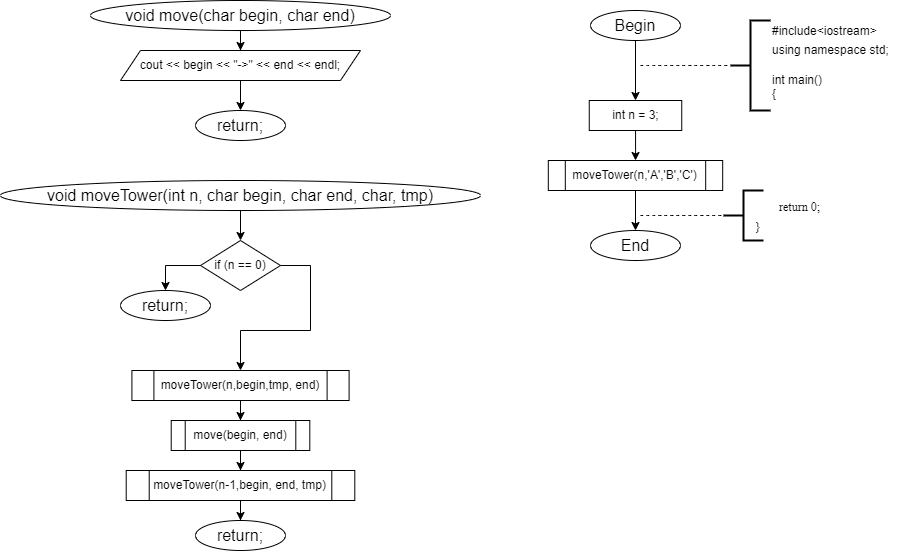 void move(char begin, char end)
cout << begin << "->" << end << endl;
return;
void moveTower(int n, char begin, char end, char, tmp)
if (n == 0)
return;
moveTower(n,begin,tmp, end)
move(begin, end)
moveTower(n-1,begin, end, tmp)
return;
Begin
#include<iostream>
using namespace std;
int main()
{
int n = 3;
moveTower(n,'A','B','C')
return 0;
}
End